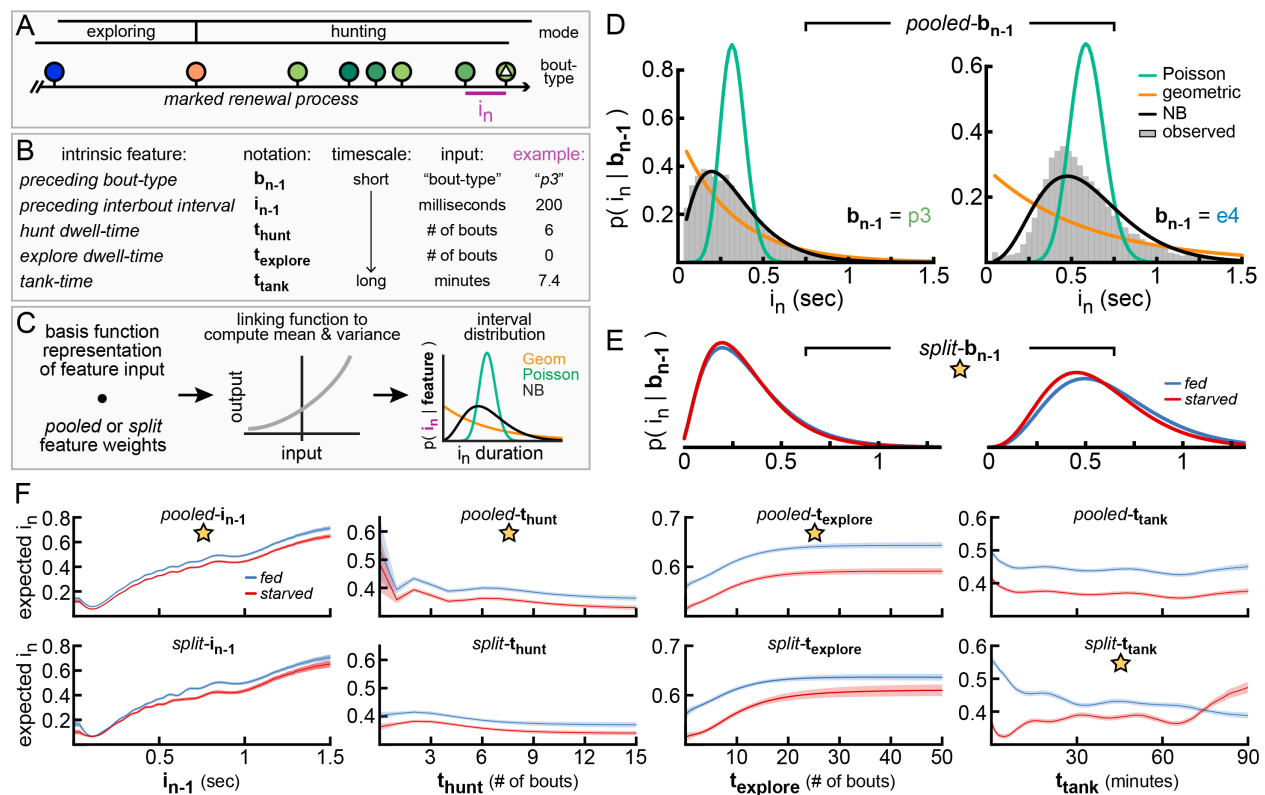 A
exploring
hunting
mode
bout-
type
marked renewal process
i_n
B
intrinsic feature: notation: timescale: input: example:
preceding bout-type b_n-1 short “bout-type” “p3”
preceding interbout interval i_n-1 milliseconds 200
hunt dwell-time t_hunt # of bouts 6
explore dwell-time t_explore # of bouts 0
tank-time t_tank long minutes 7.4
C
basis function
representation
of feature input
pooled or split
feature weights
linking function to
compute mean & variance
output
input
interval
distribution
Geom
Poisson
NB
p( i_n | feature )
i_n duration
D
pooled-b_n-1
p( i_n | b_n-1 )
0.8
0.6
0.4
0.2
b_n-1 = p3
0 0.5 1 1.5
i_n (sec)
0.6
0.4
0.2
Poisson
geometric
NB
observed
b_n-1 = e4
0 0.5 1 1.5
i_n (sec)
E
split-b_n-1
p( i_n | b_n-1 )
0 0.5 1
fed
starved
0 0.5 1
F
expected i_n
pooled-i_n-1
0.8
0.6
0.4
0.2
fed
starved
pooled-t_hunt
0.6
0.5
0.4
pooled-t_explore
0.7
0.6
pooled-t_tank
0.6
0.5
0.4
expected i_n
split-i_n-1
0.8
0.6
0.4
0.2
0.5 1 1.5
i_n-1 (sec)
split-t_hunt
0.6
0.5
0.4
3 6 9 12 15
t_hunt (# of bouts)
split-t_explore
0.7
0.6
10 20 30 40 50
t_explore (# of bouts)
split-t_tank
0.6
0.5
0.4
30 60 90
t_tank (minutes)